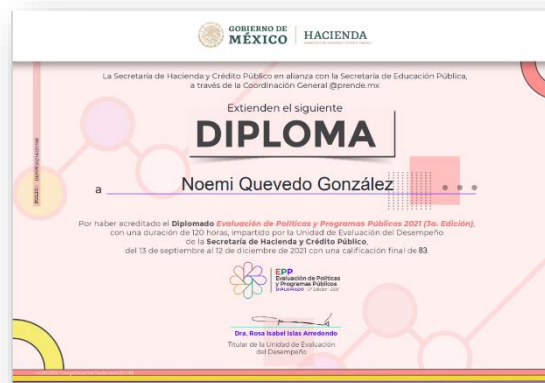 GOBIERNO DE
MÉXICO
HACIENDA
La Secretaría de Hacienda y Crédito Público en alianza con la Secretaría de Educación Pública,
a través de la Coordinación General @prende.mx
Extienden el siguiente
DIPLOMA
a Noemi Quevedo González
Por haber acreditado el Diplomado Evaluación de Políticas y Programas Públicos 2021 (3a. Edición),
con una duración de 120 horas, impartido por la Unidad de Evaluación del Desempeño
de la Secretaría de Hacienda y Crédito Público,
del 13 de septiembre al 12 de diciembre de 2021 con una calificación final de 83.
EPP
Evaluación de Políticas
y Programas Públicos
Dra. Rosa Isabel Islas Arredondo
Titular de la Unidad de Evaluación
del Desempeño